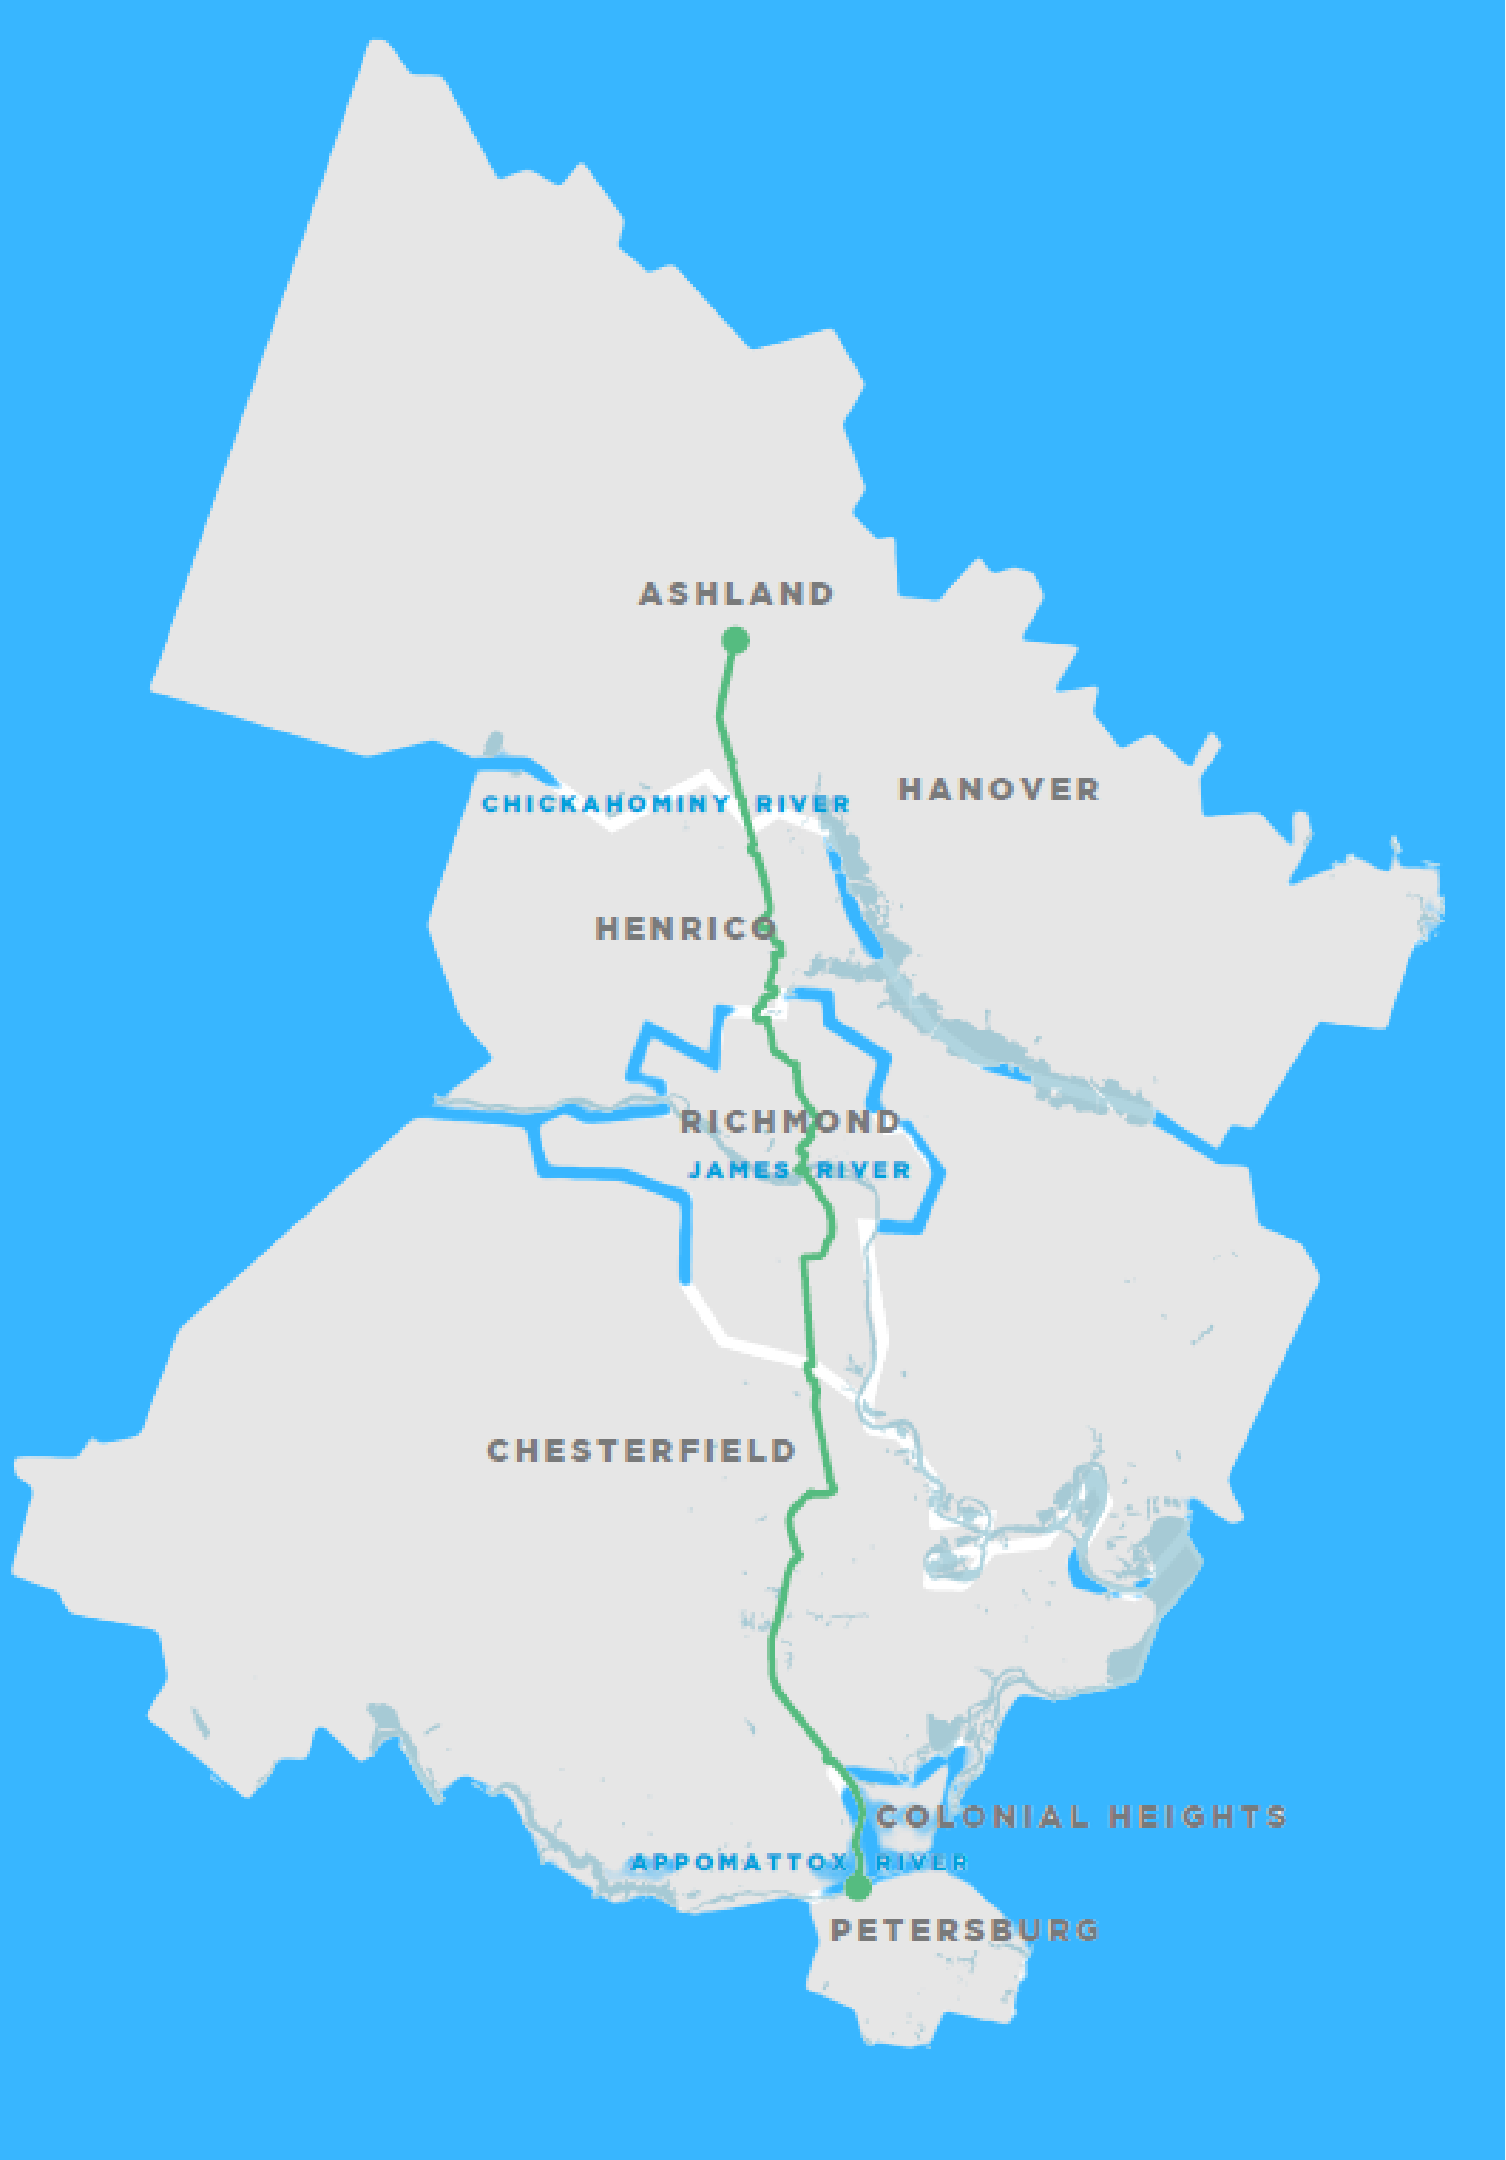 ASHLAND
HANOVER
CHICKAHOMINY RIVER
HENRICO
RICHMOND
JAMES RIVER
CHESTERFIELD
COLONIAL HEIGHTS
APPOMATTOX RIVER
PETERSBURG